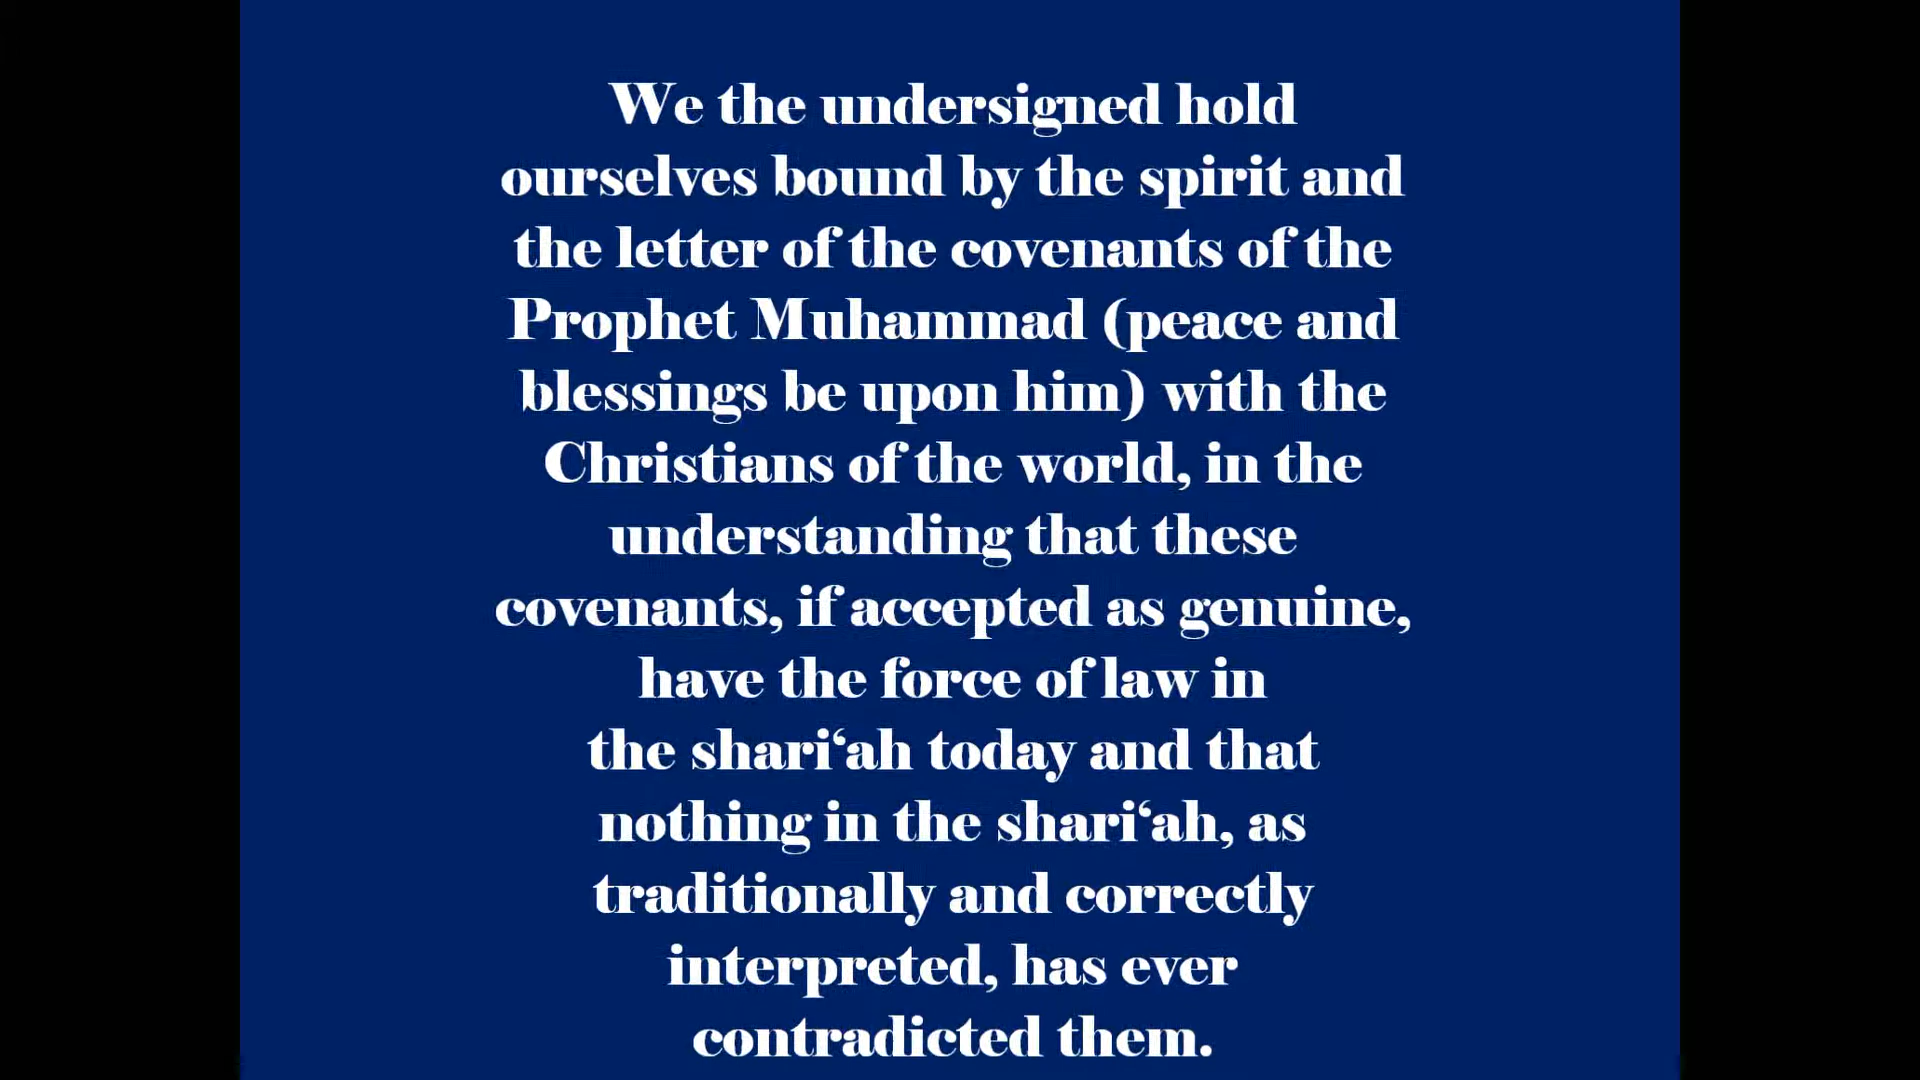 We the undersigned hold
ourselves bound by the spirit and
the letter of the covenants of the
Prophet Muhammad (peace and
blessings be upon him) with the
Christians of the world, in the
understanding that these
covenants, if accepted as genuine,
have the force of law in
the shari‘ah today and that
nothing in the shari‘ah, as
traditionally and correctly
interpreted, has ever
contradicted them.